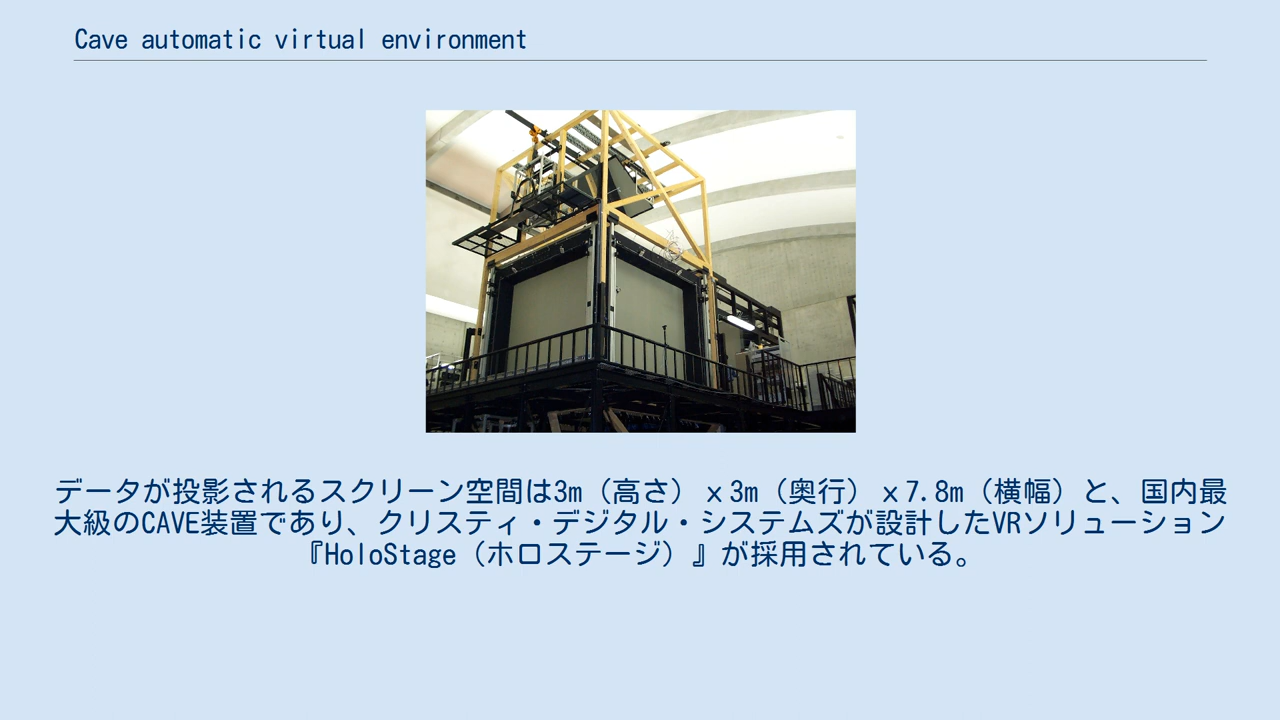 Cave automatic virtual environment
データが投影されるスクリーン空間は3m（高さ）ｘ3m（奥行）ｘ7.8m（横幅）と、国内最
大級のCAVE装置であり、クリスティ・デジタル・システムズが設計したVRソリューション
『HoloStage（ホロステージ）』が採用されている。